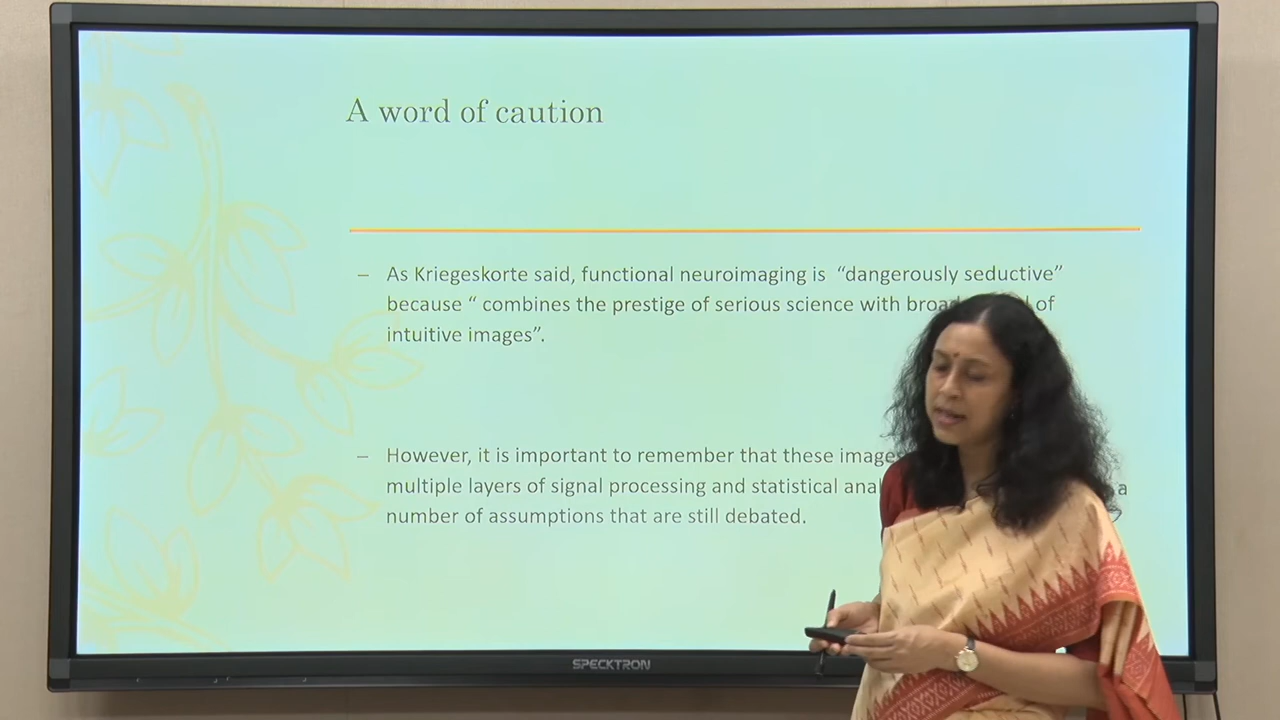 A word of caution
– As Kriegeskorte said, functional neuroimaging is “dangerously seductive”
because “ combines the prestige of serious science with broad of
intuitive images”.
– However, it is important to remember that these images
multiple layers of signal processing and statistical a
number of assumptions that are still debated.
SPECKTRON